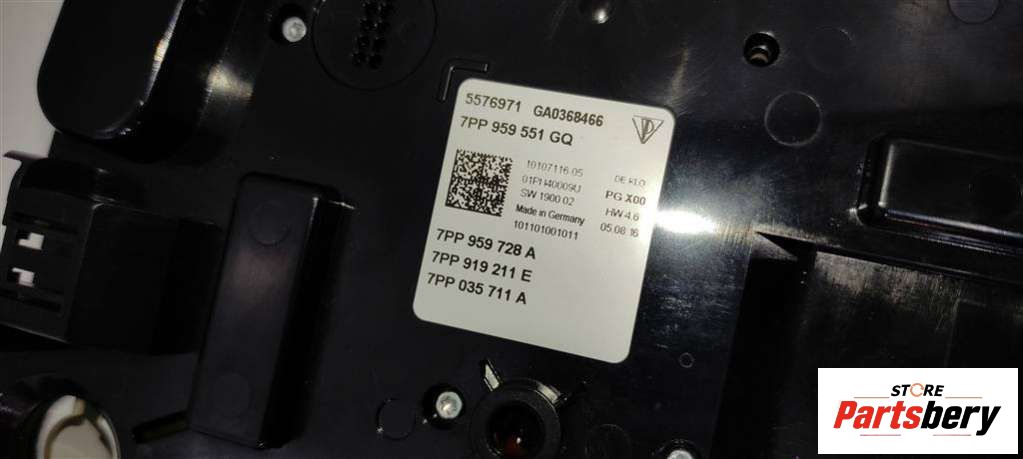 5576971 GA0368466
7PP 959 551 GQ
10107116-05 DE KLO
01PH40009U PG X00
SW 1900 02 HW 4.6
Made in Germany 05.08.16
101101001011
7PP 959 728 A
7PP 919 211 E
7PP 035 711 A
STORE
Partsbery